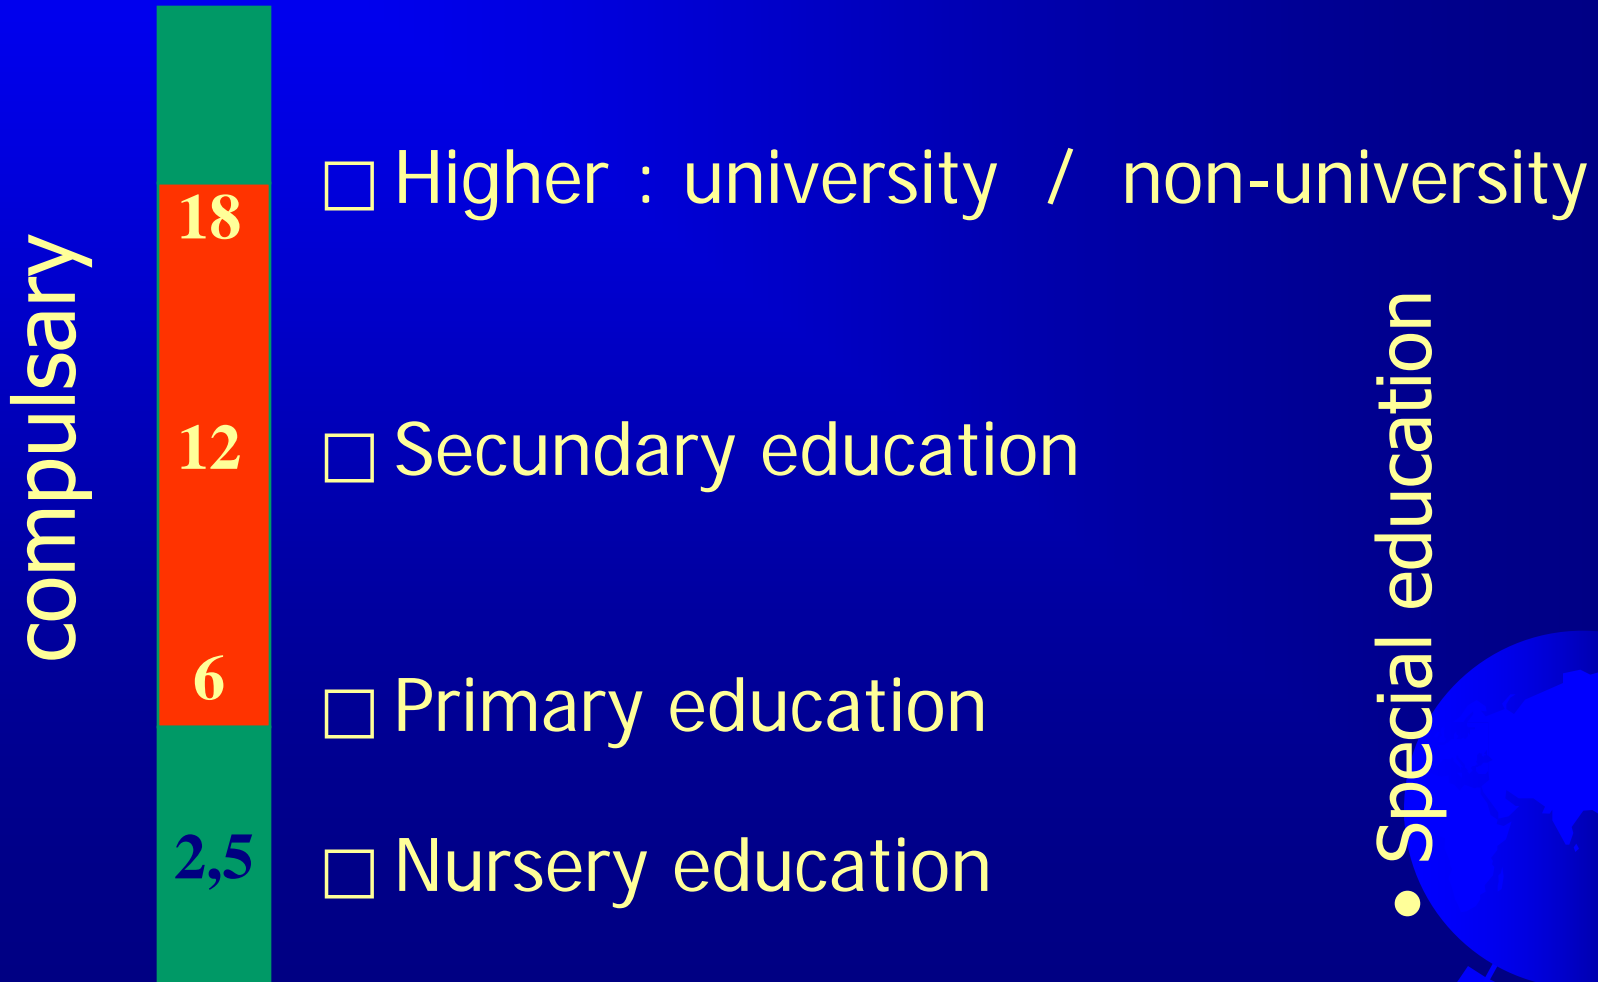 compulsary
18
□ Higher : university / non-university
12
□ Secundary education
6
□ Primary education
2,5
□ Nursery education
• Special education